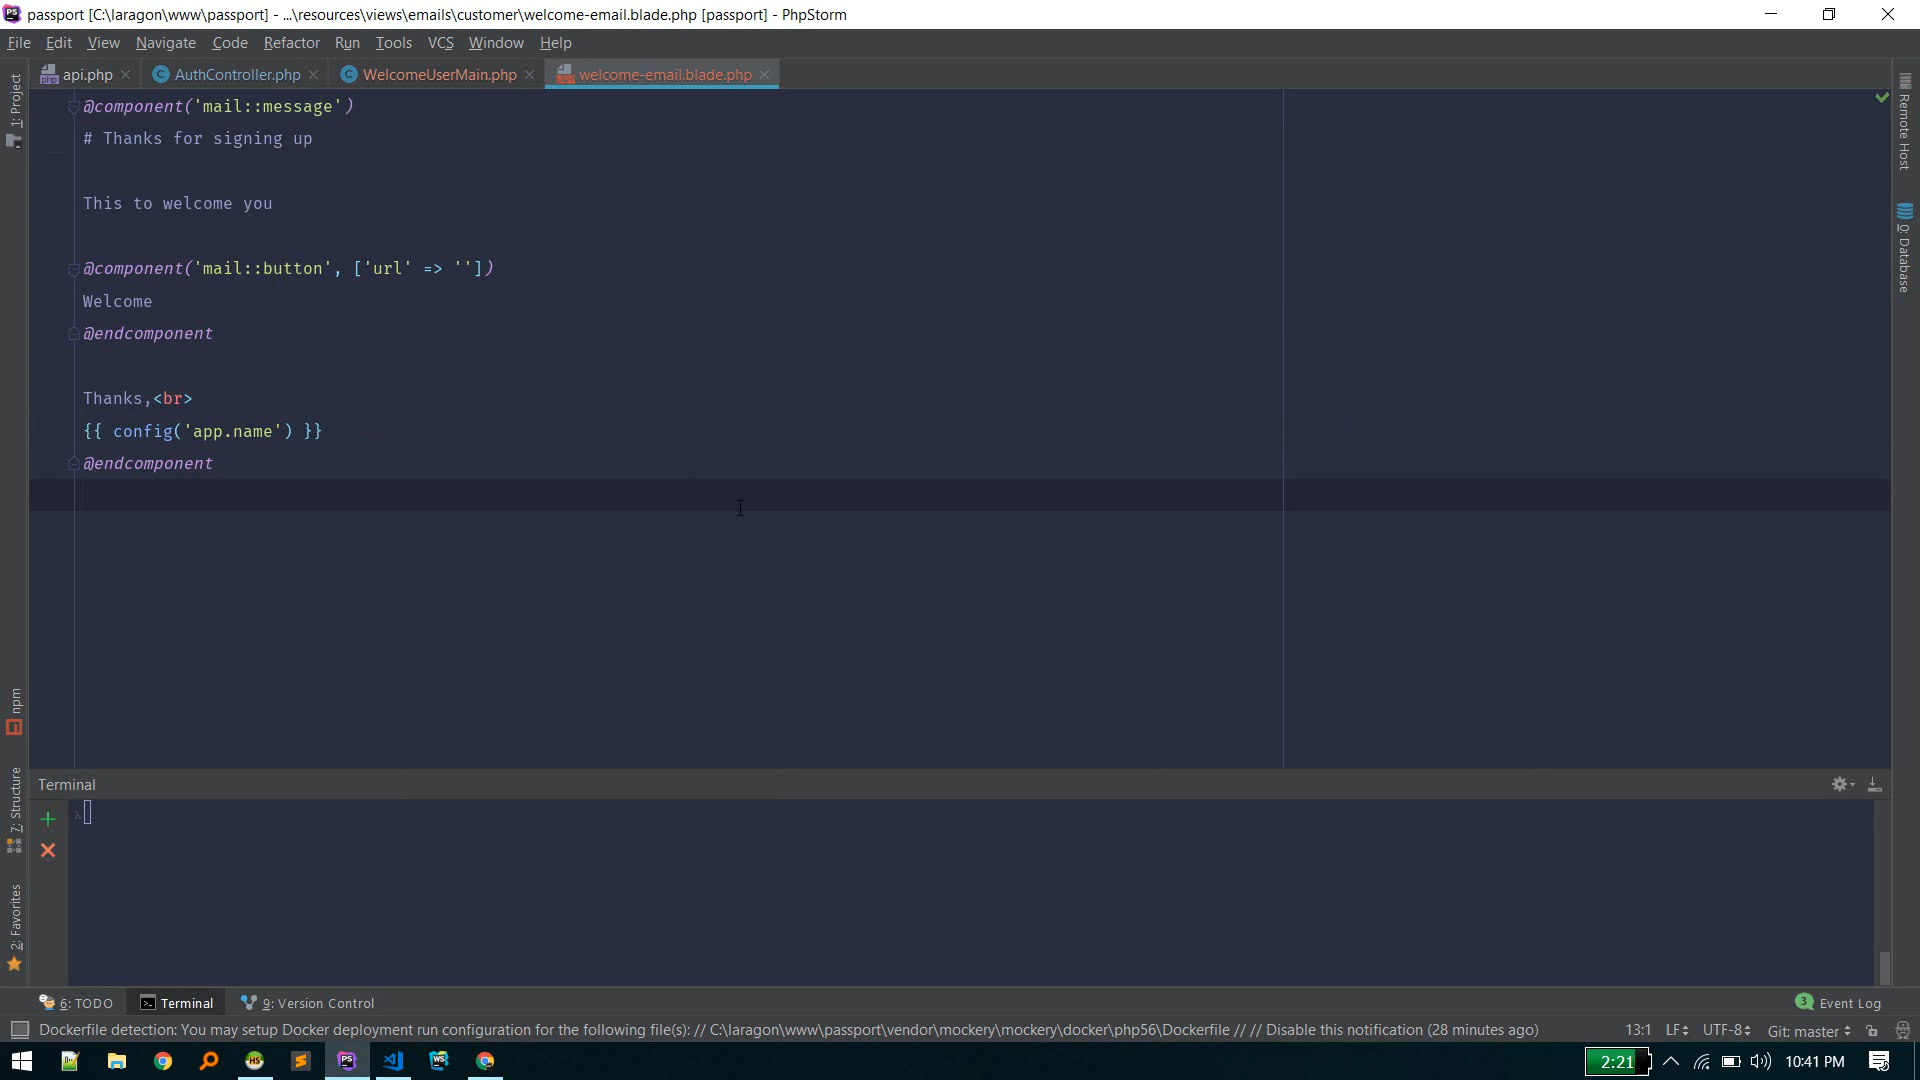 passport [C:\laragon\www\passport] - ...\resources\views\emails\customer\welcome-email.blade.php [passport] - PhpStorm
File Edit View Navigate Code Refactor Run Tools VCS Window Help
api.php AuthController.php WelcomeUserMain.php welcome-email.blade.php
@component('mail::message')
# Thanks for signing up
This to welcome you
@component('mail::button', ['url' => ''])
Welcome
@endcomponent
Thanks,<br>
{{ config('app.name') }}
@endcomponent
1: Project
npm
7: Structure
2: Favorites
Remote Host
0: Database
Terminal
λ
6: TODO Terminal 9: Version Control 3 Event Log
Dockerfile detection: You may setup Docker deployment run configuration for the following file(s): // C:\laragon\www\passport\vendor\mockery\mockery\docker\php56\Dockerfile // // Disable this notification (28 minutes ago) 13:1 LF UTF-8 Git: master
2:21 10:41 PM